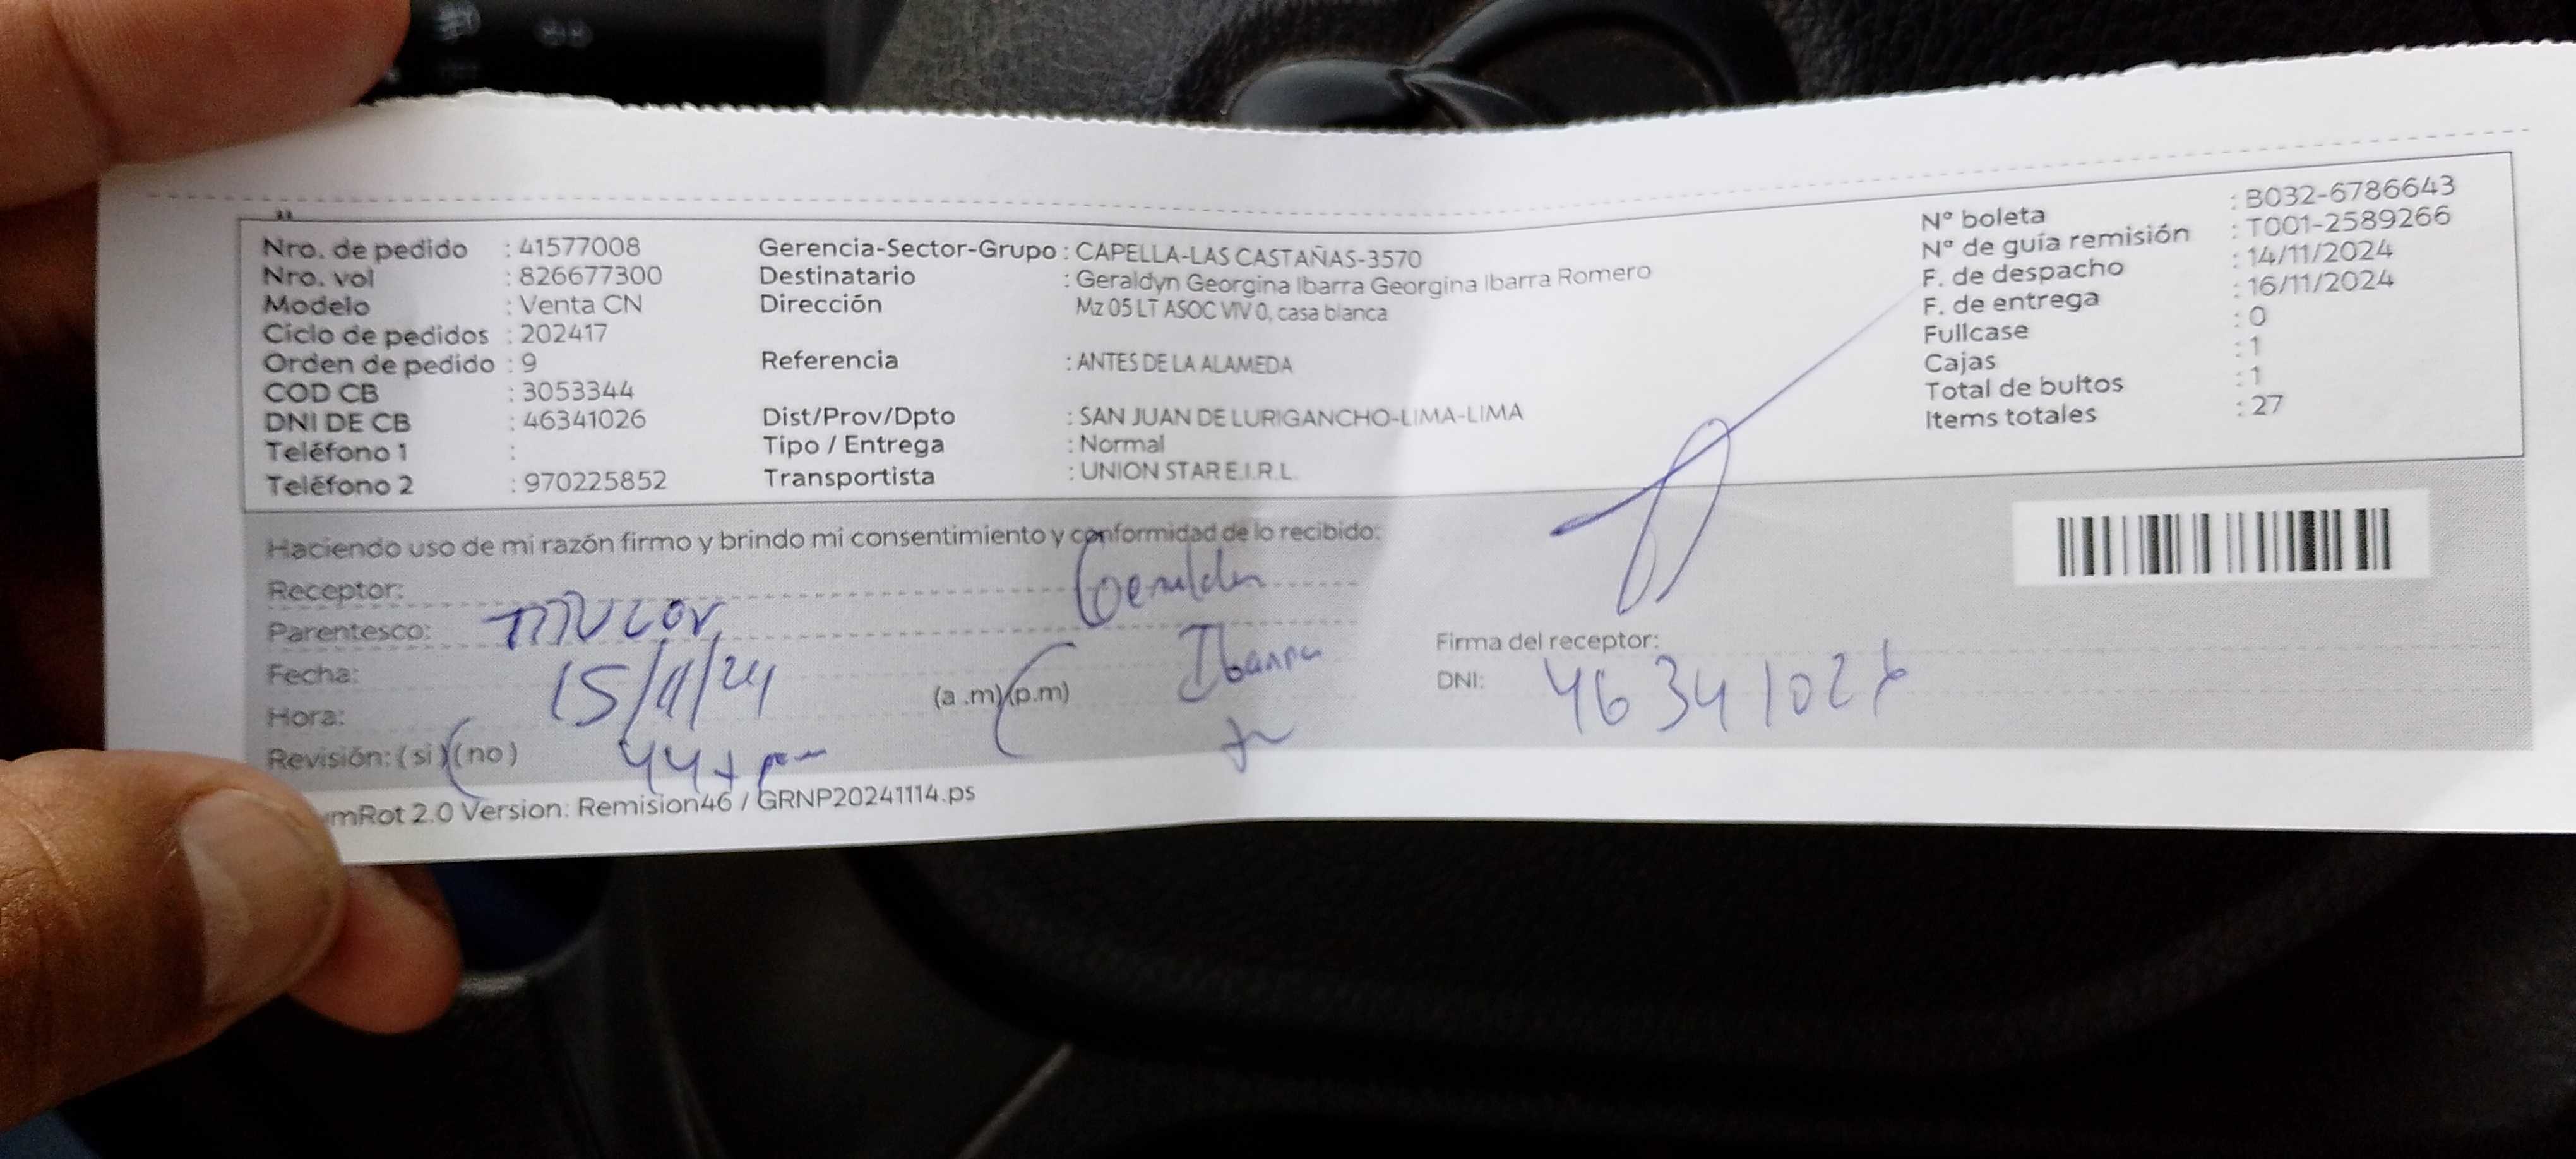 Nro. de pedido : 41577008
Nro. vol : 826677300
Modelo : Venta CN
Ciclo de pedidos : 202417
Orden de pedido : 9
COD CB : 3053344
DNI DE CB : 46341026
Teléfono 1 :
Teléfono 2 : 970225852
Gerencia-Sector-Grupo : CAPELLA-LAS CASTAÑAS-3570
Destinatario : Geraldyn Georgina Ibarra Georgina Ibarra Romero
Dirección Mz 05 LT ASOC VIV 0, casa blanca
Referencia : ANTES DE LA ALAMEDA
Dist/Prov/Dpto : SAN JUAN DE LURIGANCHO-LIMA-LIMA
Tipo / Entrega : Normal
Transportista : UNION STAR E.I.R.L.
Nº boleta : B032-6786643
Nº de guía remisión : T001-2589266
F. de despacho : 14/11/2024
F. de entrega : 16/11/2024
Fullcase : 0
Cajas : 1
Total de bultos : 1
Items totales : 27
Haciendo uso de mi razón firmo y brindo mi consentimiento y conformidad de lo recibido:
Receptor:
Parentesco: TITULAR
Fecha: 15/11/24
Hora: (a .m) (p.m)
Revisión: (si) (no)
Ibarra
Firma del receptor:
DNI: 46341026
mRot 2.0 Version: Remision46 / GRNP20241114.ps